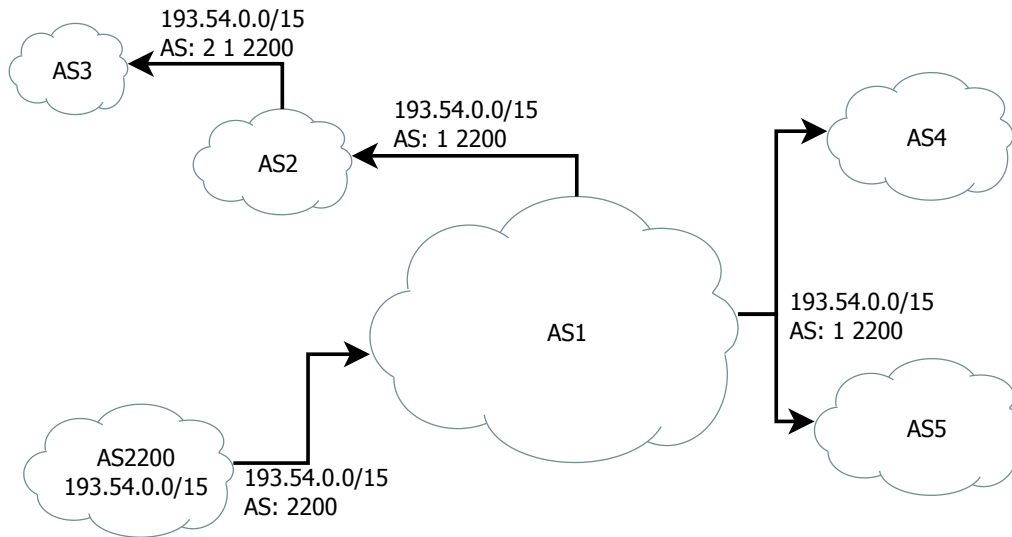 193.54.0.0/15
AS: 2 1 2200
AS3
193.54.0.0/15
AS: 1 2200
AS2
AS4
193.54.0.0/15
AS: 1 2200
AS1
AS5
AS2200
193.54.0.0/15
193.54.0.0/15
AS: 2200